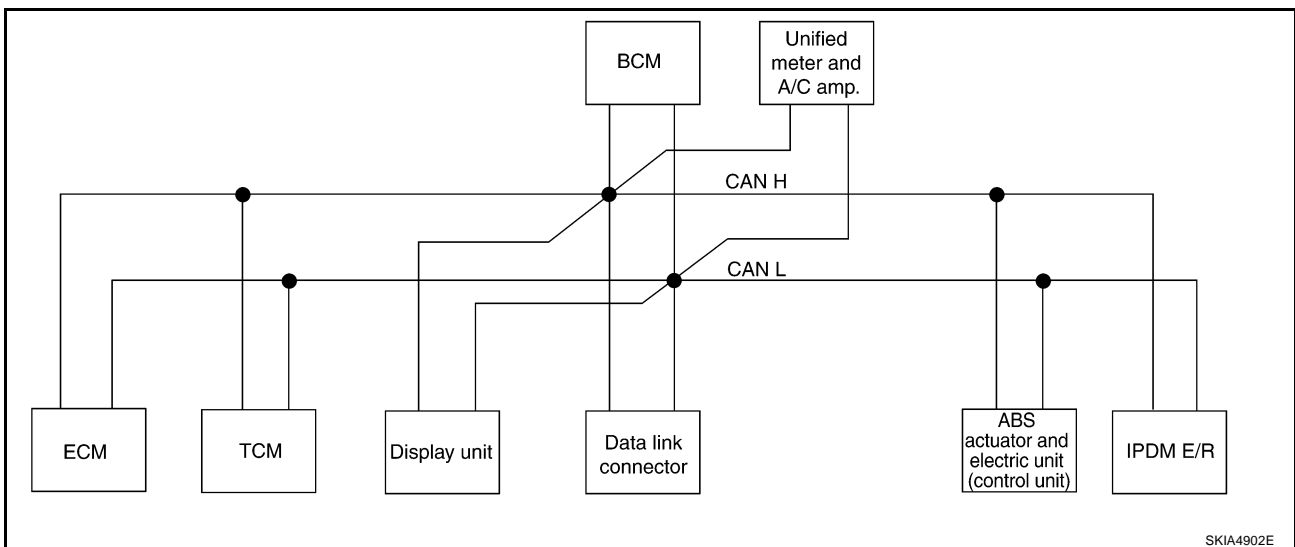 BCM
Unified
meter and
A/C amp.
CAN H
CAN L
ECM
TCM
Display unit
Data link
connector
ABS
actuator and
electric unit
(control unit)
IPDM E/R
SKIA4902E